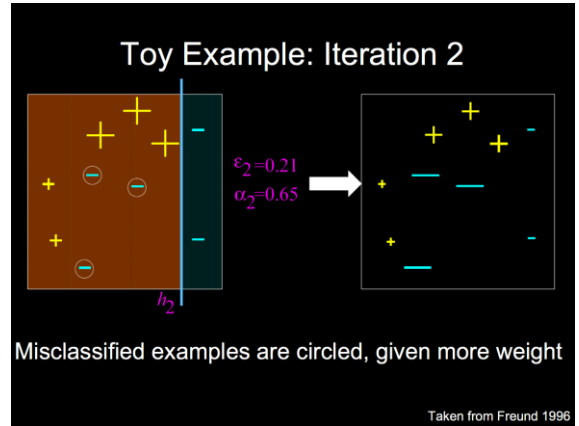 Toy Example: Iteration 2
ε₂=0.21
α₂=0.65
h₂
Misclassified examples are circled, given more weight
Taken from Freund 1996